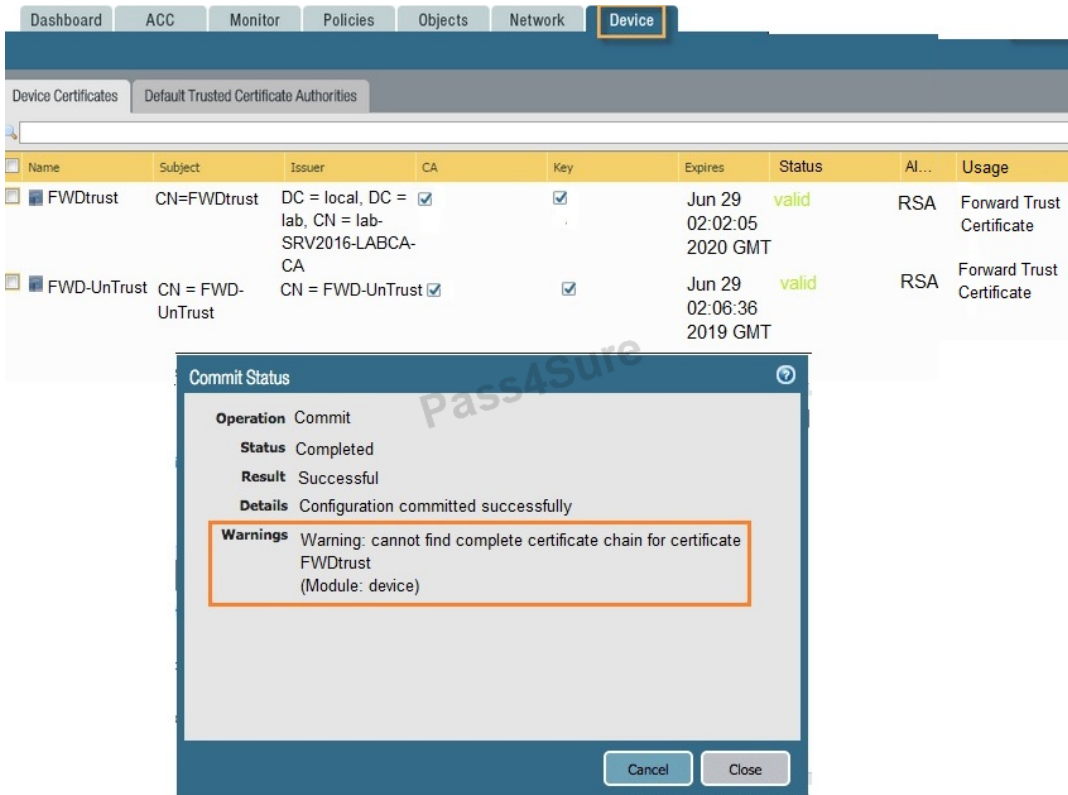 Dashboard ACC Monitor Policies Objects Network Device
Device Certificates Default Trusted Certificate Authorities
Name Subject Issuer CA Key Expires Status Al... Usage
FWDtrust CN=FWDtrust DC = local, DC = Jun 29 valid RSA Forward Trust
lab, CN = lab- 02:02:05 Certificate
SRV2016-LABCA- 2020 GMT
CA
FWD-UnTrust CN = FWD- CN = FWD-UnTrust Jun 29 valid RSA Forward Trust
UnTrust 02:06:36 Certificate
2019 GMT
Pass4Sure
Commit Status
Operation Commit
Status Completed
Result Successful
Details Configuration committed successfully
Warnings Warning: cannot find complete certificate chain for certificate
FWDtrust
(Module: device)
Cancel Close